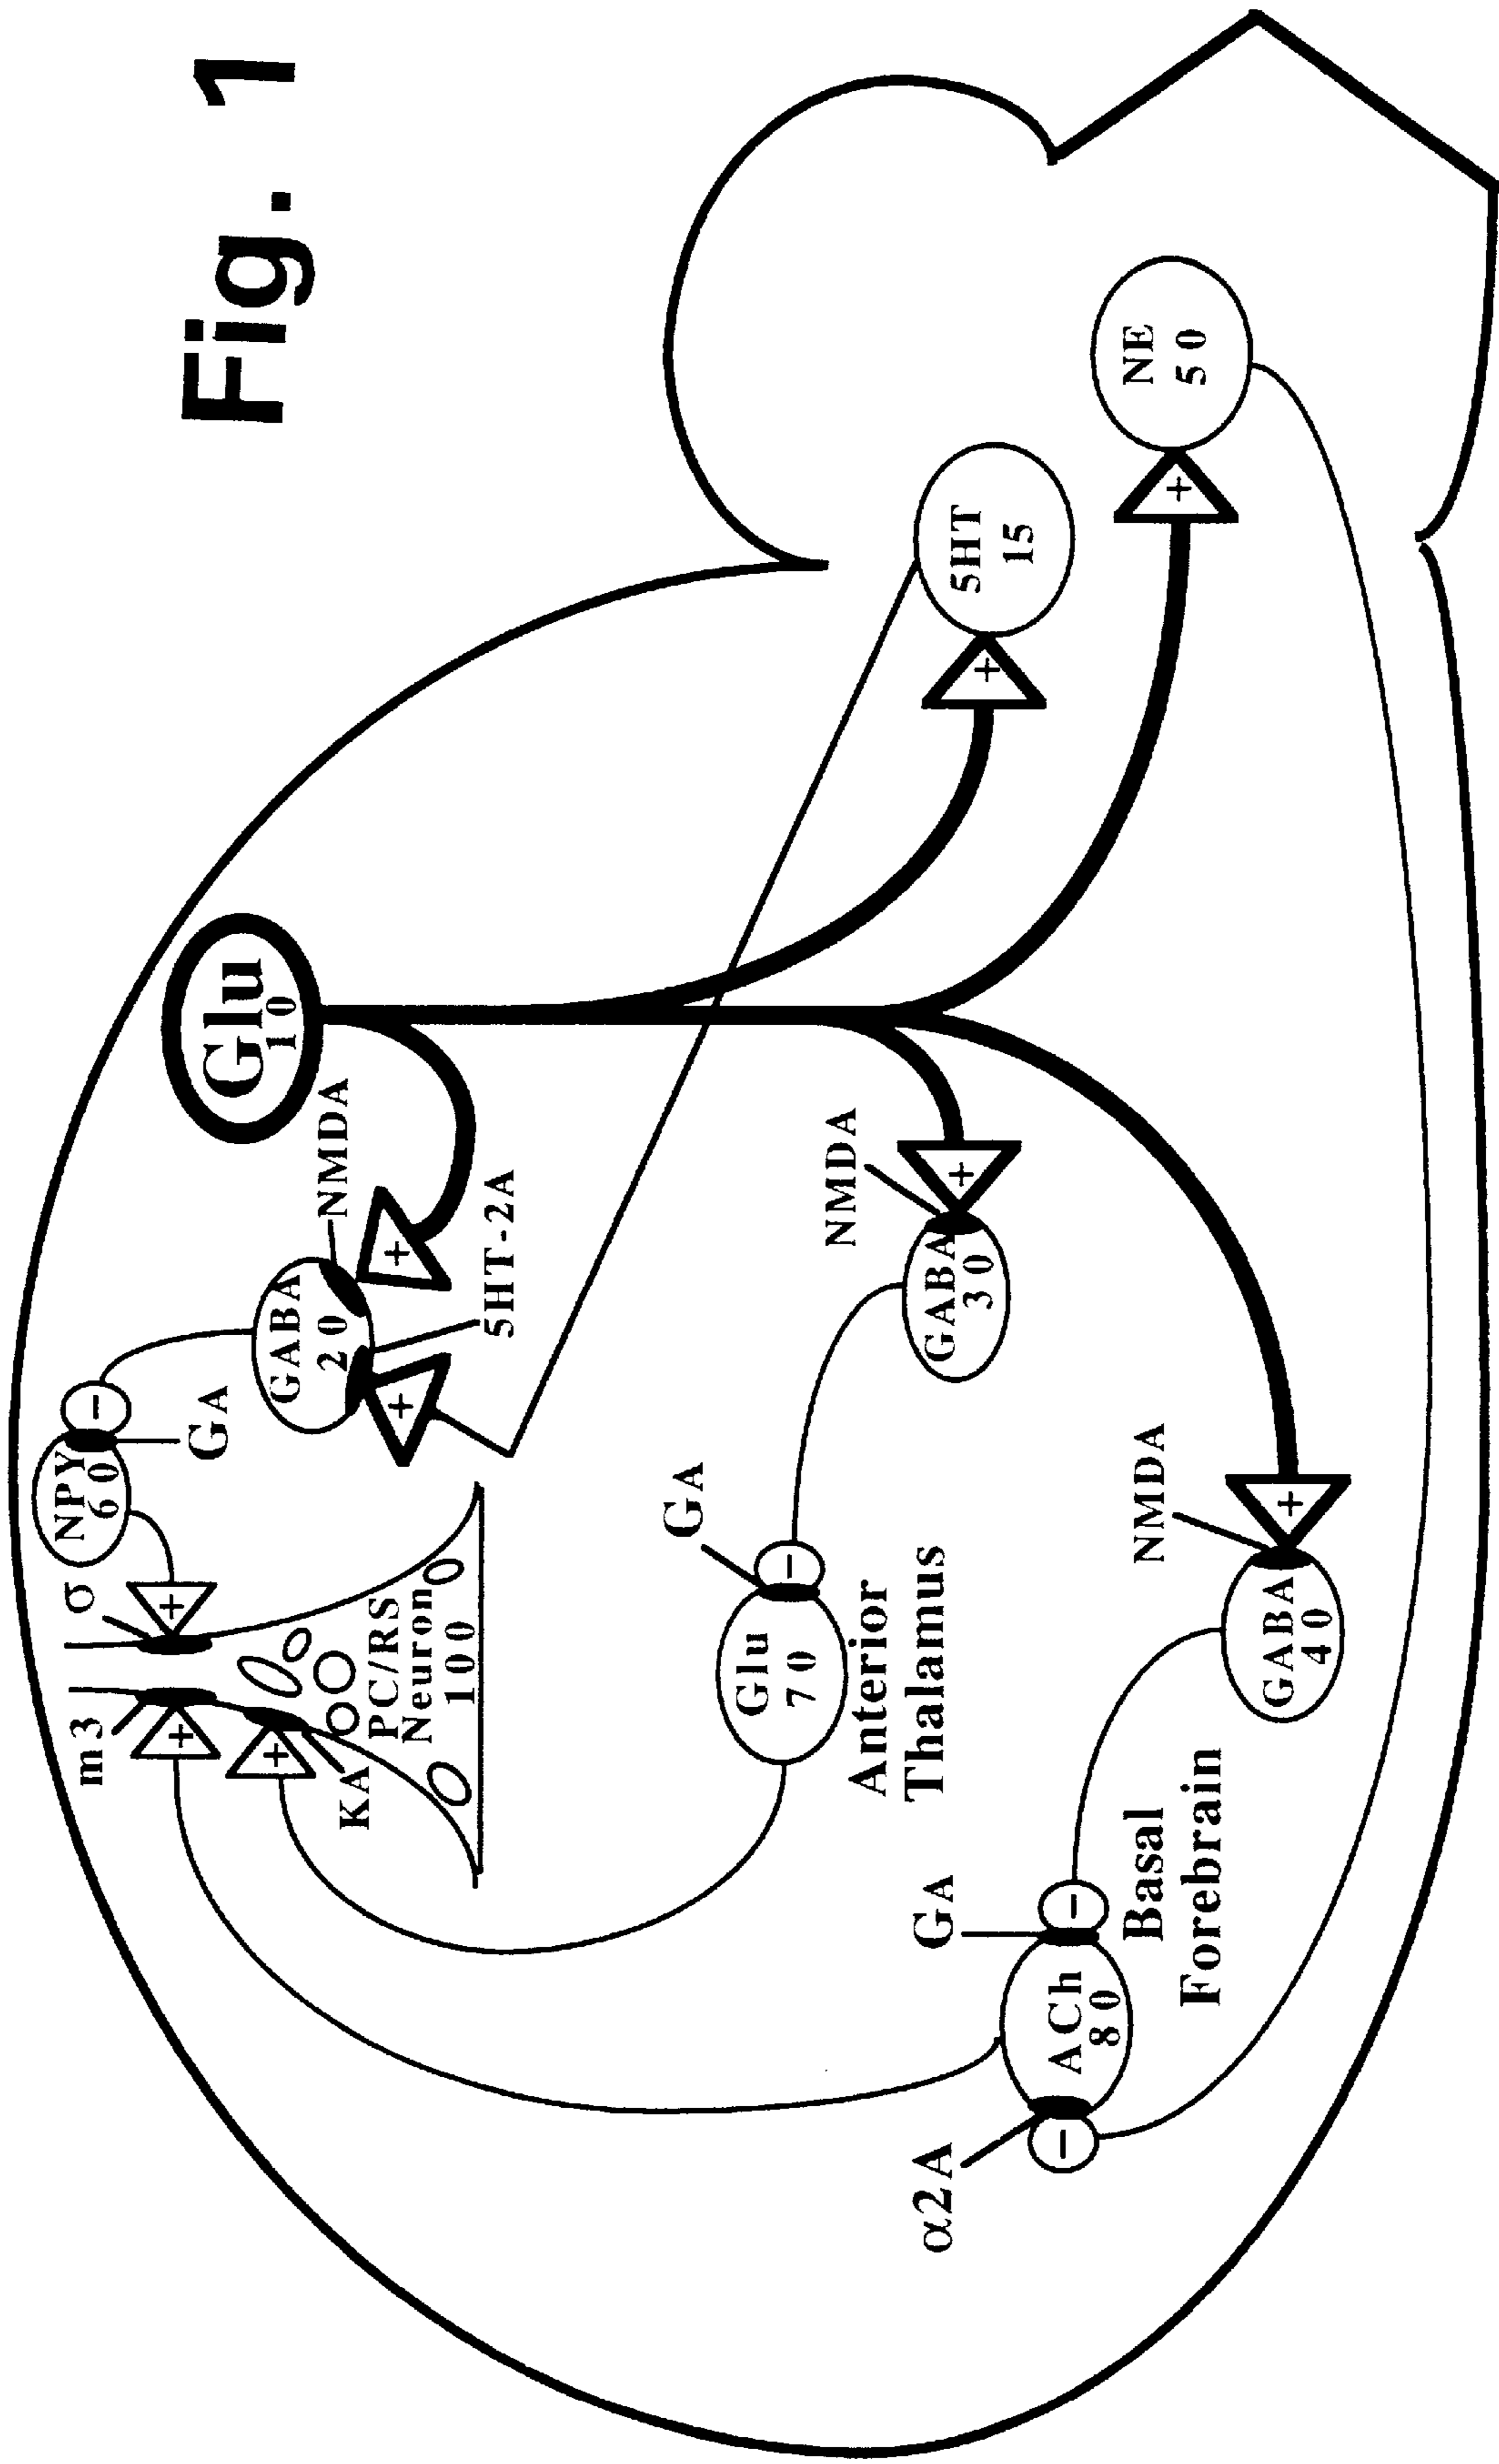 Fig. 1
σ
m3
NPY
60
GA
GABA
20
NMDA
5HT-2A
Glu
10
KA
PC/RS
Neuron
100
GA
Glu
70
Anterior
Thalamus
NMDA
GABA
30
5HT
15
NE
50
α2A
GA
ACh
80
Basal
Forebrain
NMDA
GABA
40
+
+
+
+
+
+
+
+
+
−
−
−
−